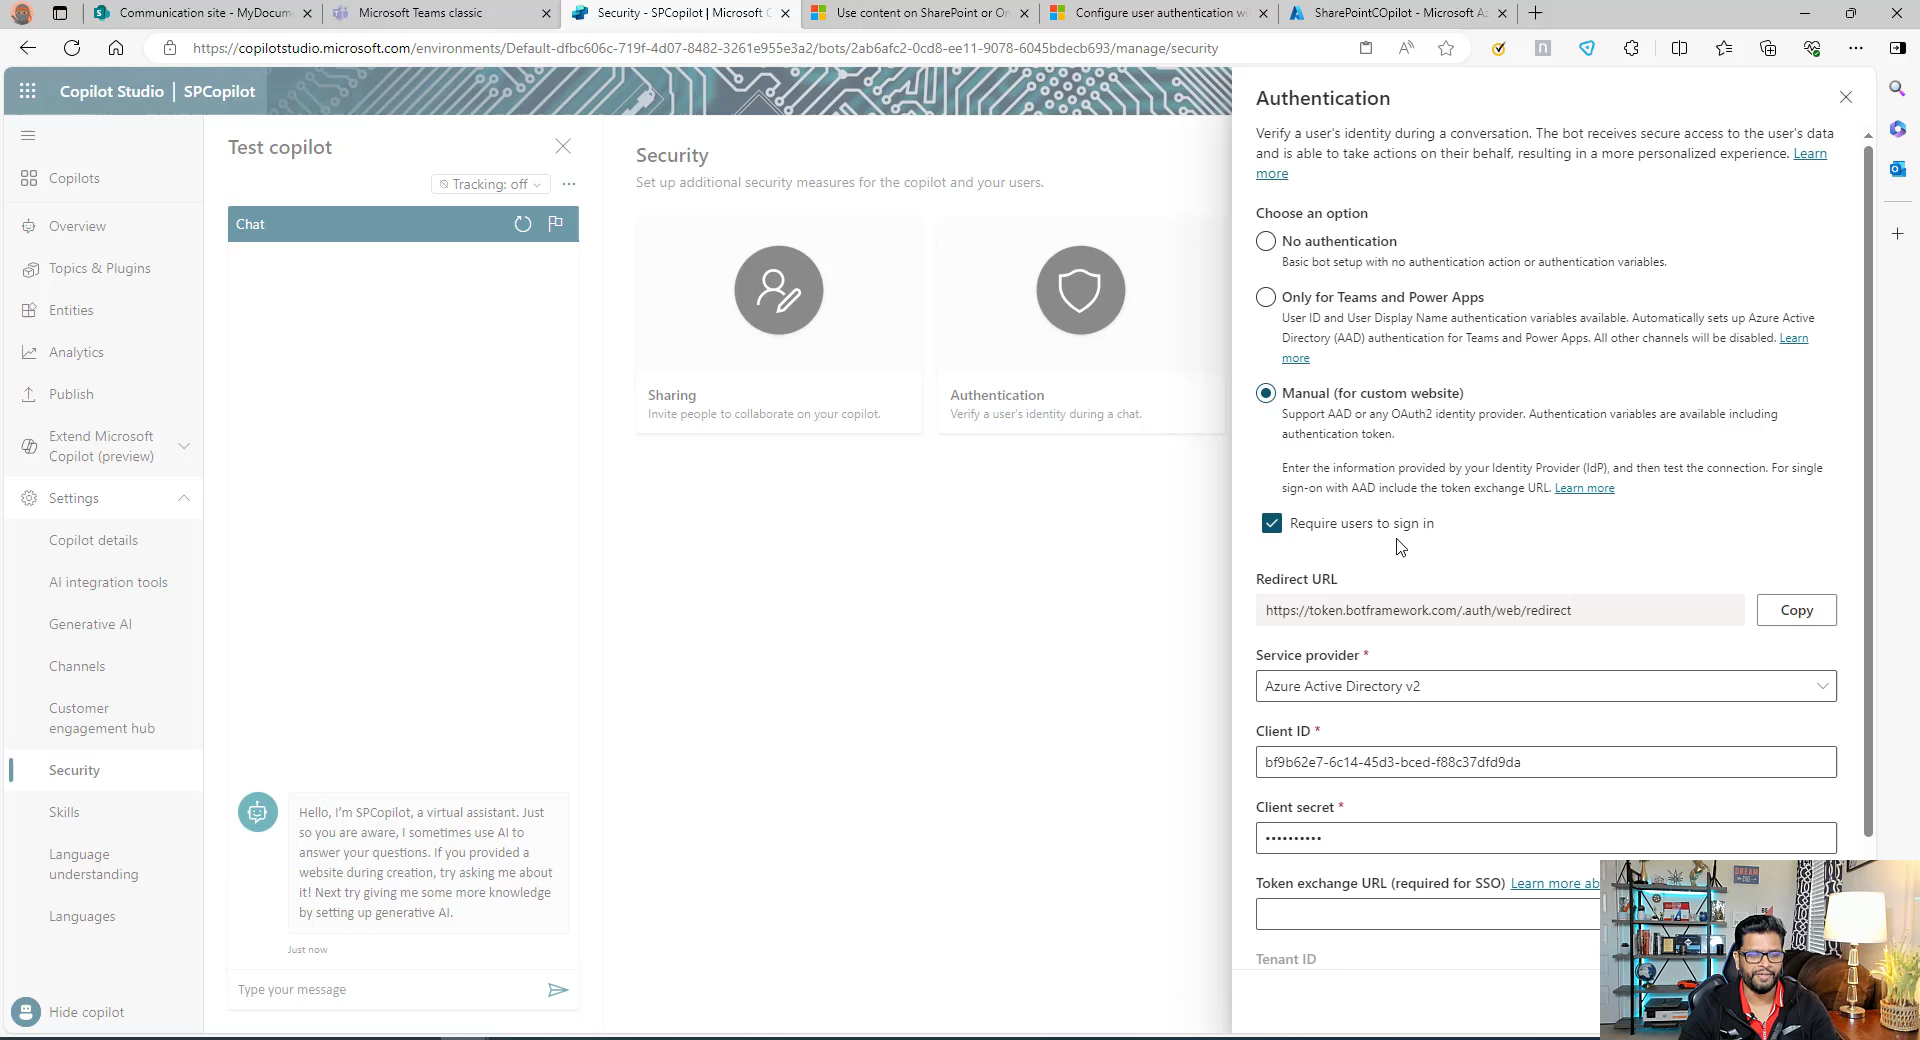 Communication site - MyDocum
Microsoft Teams classic
Security - SPCopilot | Microsoft C
Use content on SharePoint or On
Configure user authentication wi
SharePointCOpilot - Microsoft Az
https://copilotstudio.microsoft.com/environments/Default-dfbc606c-719f-4d07-8482-3261e955e3a2/bots/2ab6afc2-0cd8-ee11-9078-6045bdecb693/manage/security
Copilot Studio | SPCopilot
Copilots
Overview
Topics & Plugins
Entities
Analytics
Publish
Extend Microsoft
Copilot (preview)
Settings
Copilot details
AI integration tools
Generative AI
Channels
Customer
engagement hub
Security
Skills
Language
understanding
Languages
Hide copilot
Test copilot
Tracking: off
Chat
Hello, I'm SPCopilot, a virtual assistant. Just
so you are aware, I sometimes use AI to
answer your questions. If you provided a
website during creation, try asking me about
it! Next try giving me some more knowledge
by setting up generative AI.
Just now
Type your message
Security
Set up additional security measures for the copilot and your users.
Sharing
Invite people to collaborate on your copilot.
Authentication
Verify a user's identity during a chat.
Authentication
Verify a user's identity during a conversation. The bot receives secure access to the user's data
and is able to take actions on their behalf, resulting in a more personalized experience. Learn
more
Choose an option
No authentication
Basic bot setup with no authentication action or authentication variables.
Only for Teams and Power Apps
User ID and User Display Name authentication variables available. Automatically sets up Azure Active
Directory (AAD) authentication for Teams and Power Apps. All other channels will be disabled. Learn
more
Manual (for custom website)
Support AAD or any OAuth2 identity provider. Authentication variables are available including
authentication token.
Enter the information provided by your Identity Provider (IdP), and then test the connection. For single
sign-on with AAD include the token exchange URL. Learn more
Require users to sign in
Redirect URL
https://token.botframework.com/.auth/web/redirect
Copy
Service provider *
Azure Active Directory v2
Client ID *
bf9b62e7-6c14-45d3-bced-f88c37dfd9da
Client secret *
••••••••••
Token exchange URL (required for SSO) Learn more ab
Tenant ID
DREAM